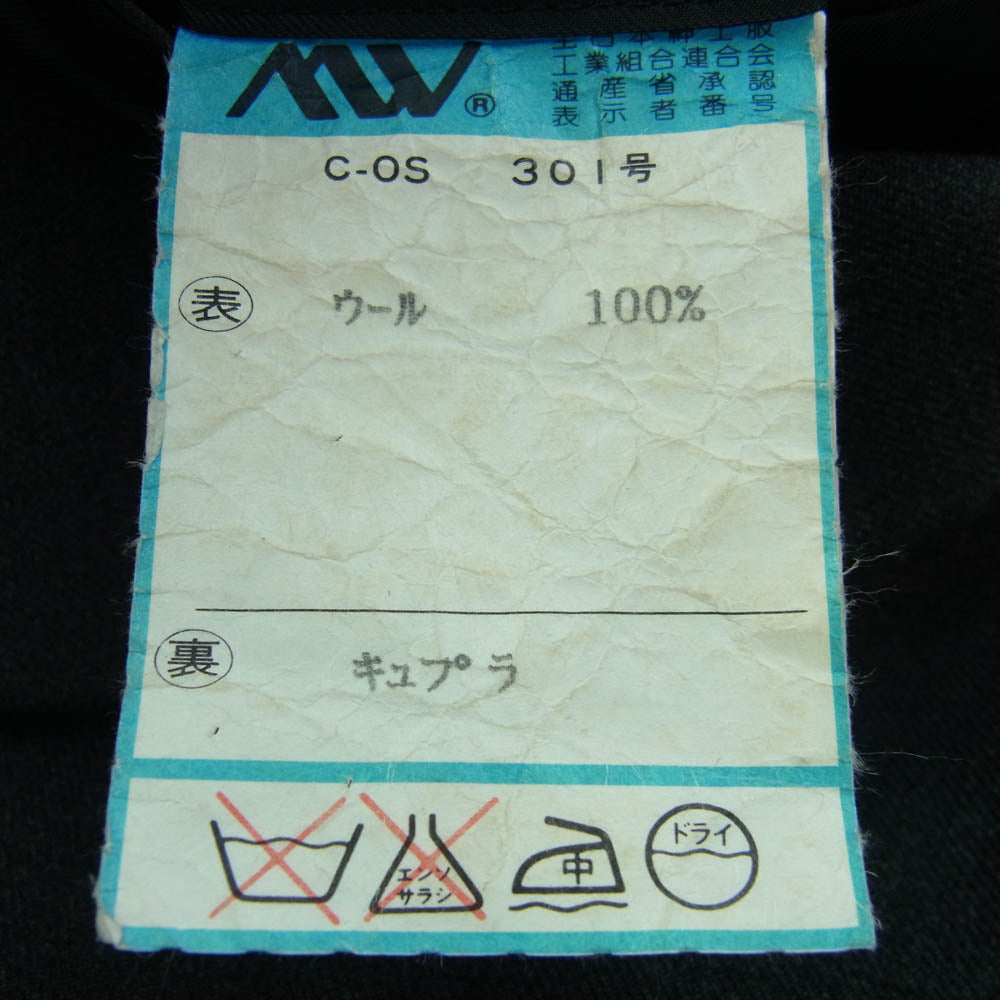 MW®
本 紳 士 服
工 業 組 合 連 合 会
通 産 省 承 認
表 示 者 番 号
C-OS 301号
表 ウール 100%
裏 キュプラ
エンソ
サラシ
中
ドライ